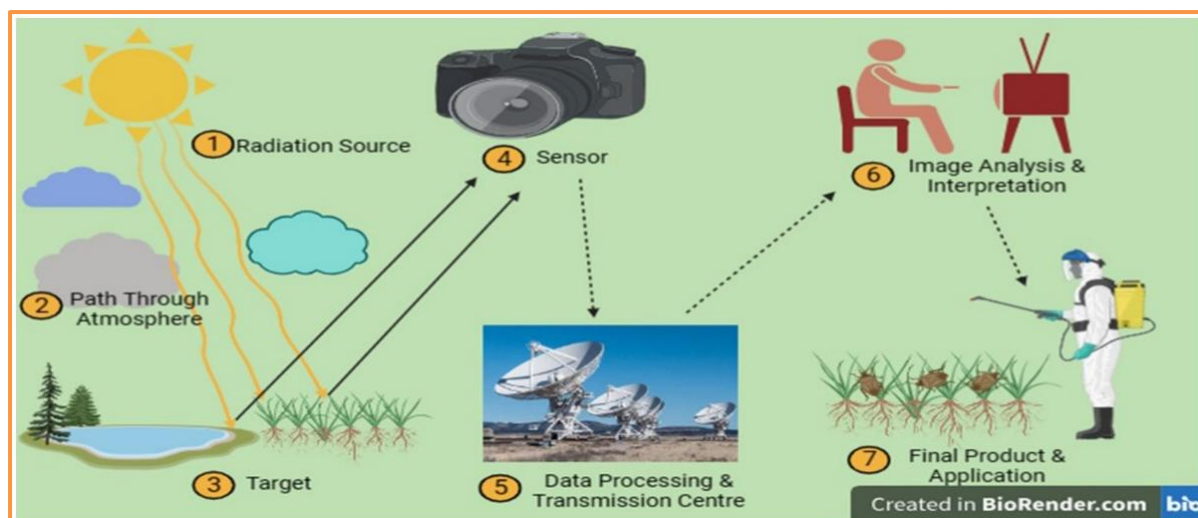 1 Radiation Source
2 Path Through
Atmosphere
3 Target
4 Sensor
5 Data Processing &
Transmission Centre
6 Image Analysis &
Interpretation
7 Final Product &
Application
Created in BioRender.com bio